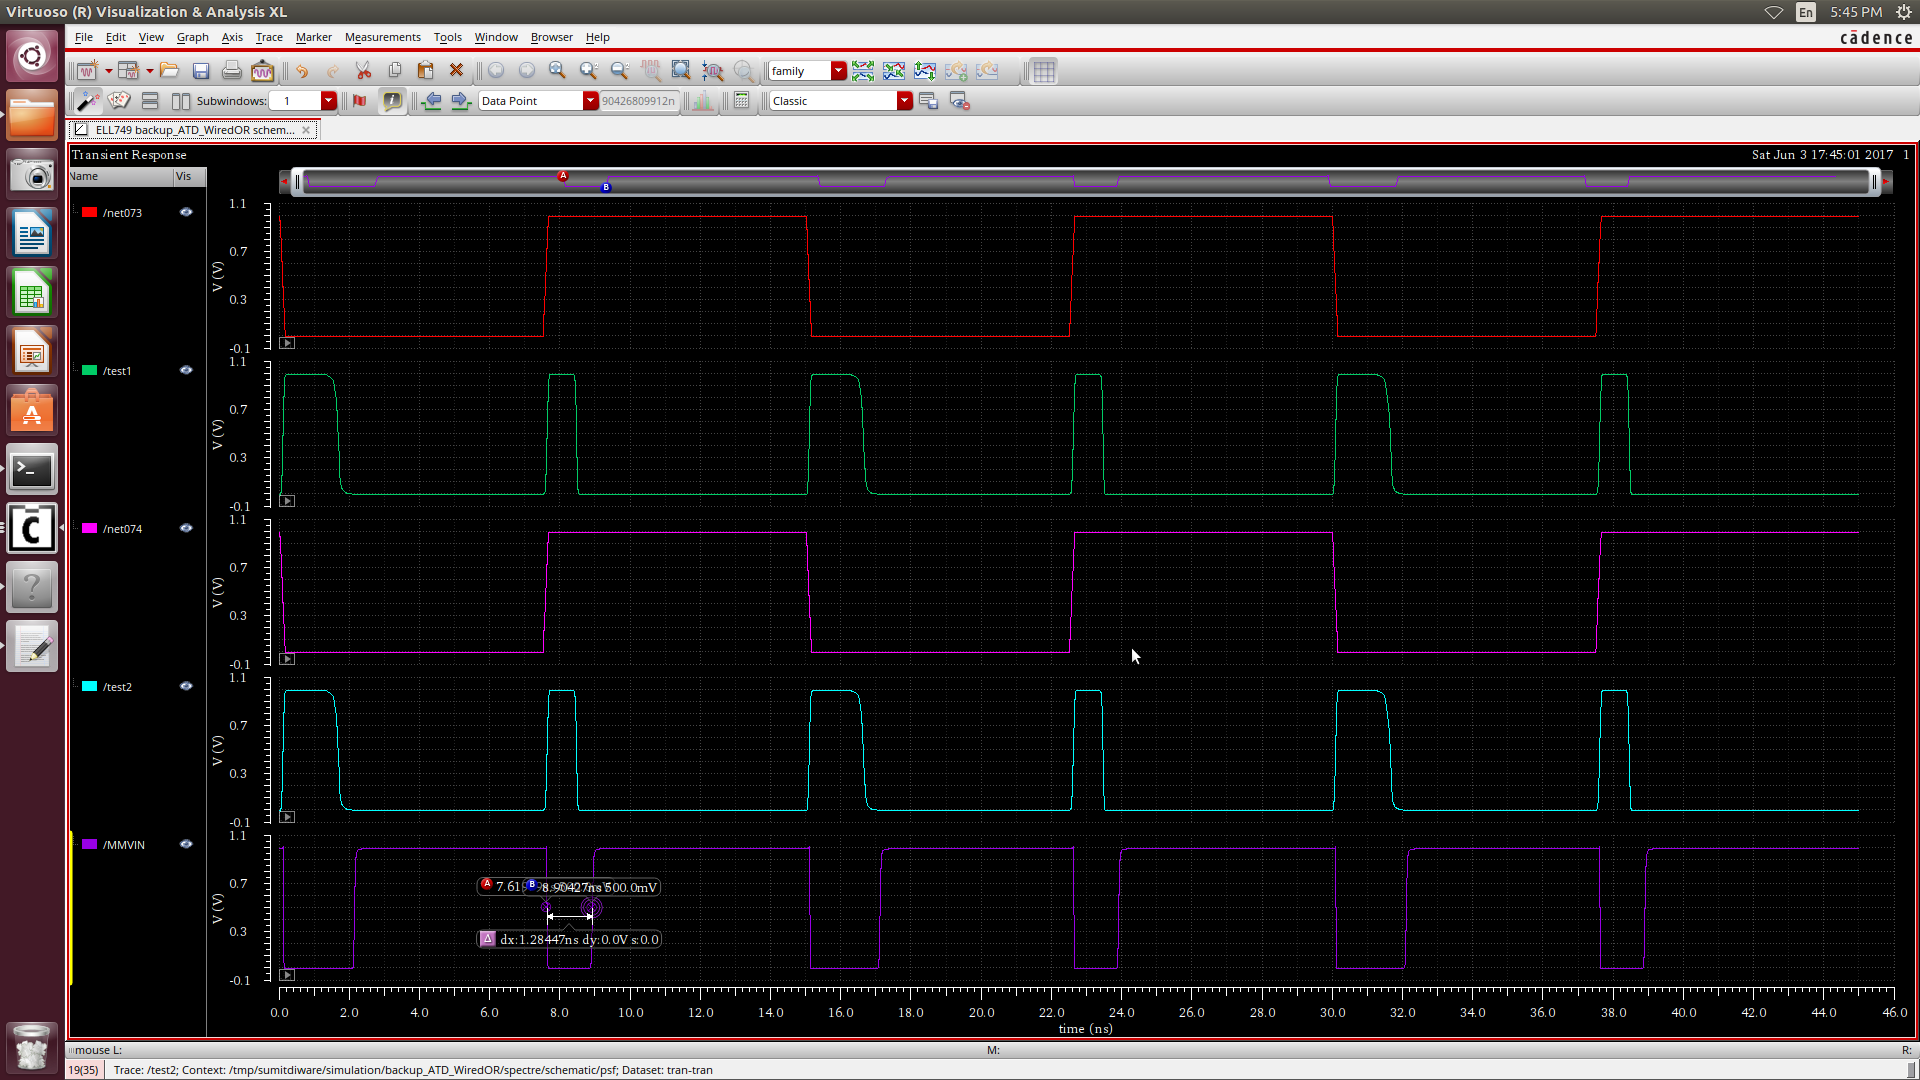 Virtuoso (R) Visualization & Analysis XL
En
5:45 PM
File Edit View Graph Axis Trace Marker Measurements Tools Window Browser Help
cādence
family
Subwindows: 1
Data Point
90426809912n
Classic
ELL749 backup_ATD_WiredOR schem...
Transient Response
Sat Jun 3 17:45:01 2017 1
Name Vis
A
B
/net073
V (V)
1.1
0.7
0.3
-0.1
/test1
V (V)
1.1
0.7
0.3
-0.1
/net074
V (V)
1.1
0.7
0.3
-0.1
/test2
V (V)
1.1
0.7
0.3
-0.1
/MMVIN
V (V)
1.1
0.7
0.3
-0.1
A 7.61
B 8.90427ns 500.0mV
dx:1.28447ns dy:0.0V s:0.0
0.0 2.0 4.0 6.0 8.0 10.0 12.0 14.0 16.0 18.0 20.0 22.0 24.0 26.0 28.0 30.0 32.0 34.0 36.0 38.0 40.0 42.0 44.0 46.0
time (ns)
mouse L: M: R:
19(35) Trace: /test2; Context: /tmp/sumitdiware/simulation/backup_ATD_WiredOR/spectre/schematic/psf; Dataset: tran-tran